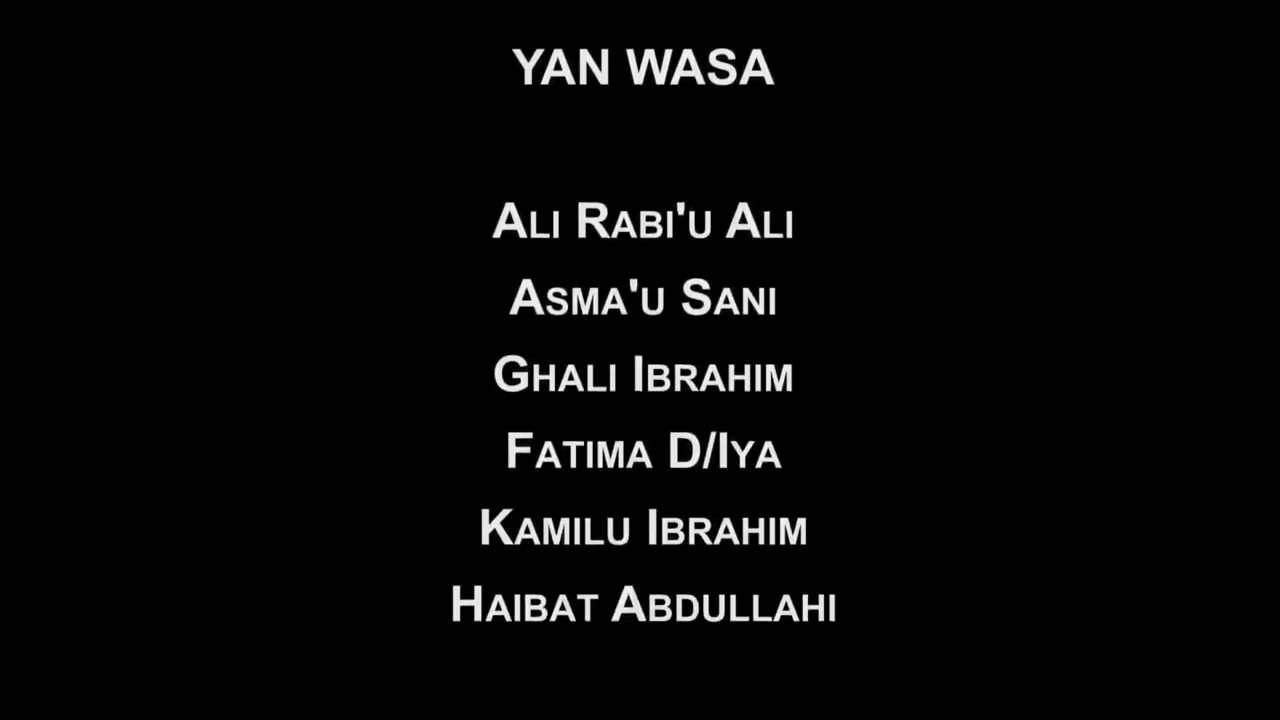 YAN WASA
Ali Rabi'u Ali
Asma'u Sani
Ghali Ibrahim
Fatima D/Iya
Kamilu Ibrahim
Haibat Abdullahi